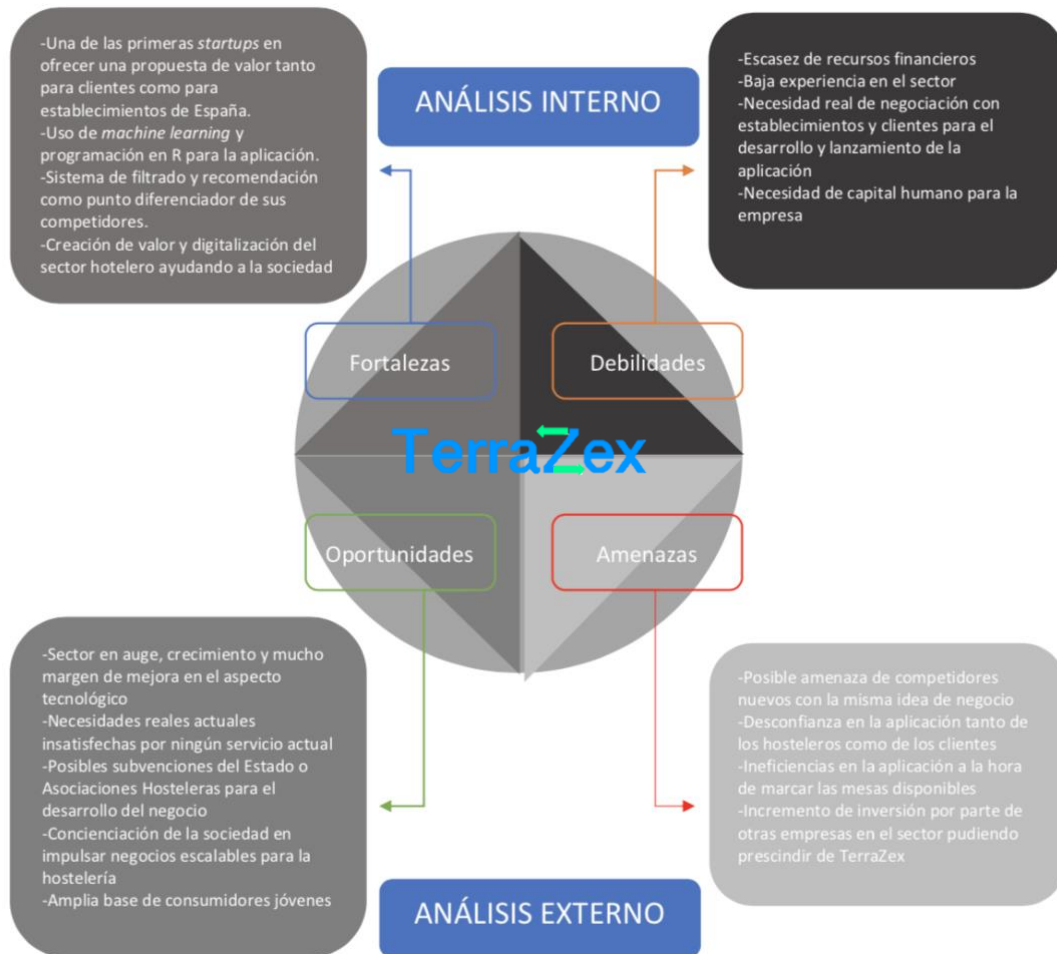 -Una de las primeras startups en
ofrecer una propuesta de valor tanto
para clientes como para
establecimientos de España.
-Uso de machine learning y
programación en R para la aplicación.
-Sistema de filtrado y recomendación
como punto diferenciador de sus
competidores.
-Creación de valor y digitalización del
sector hotelero ayudando a la sociedad
ANÁLISIS INTERNO
-Escasez de recursos financieros
-Baja experiencia en el sector
-Necesidad real de negociación con
establecimientos y clientes para el
desarrollo y lanzamiento de la
aplicación
-Necesidad de capital humano para la
empresa
Fortalezas
Debilidades
TerraZex
Oportunidades
Amenazas
-Sector en auge, crecimiento y mucho
margen de mejora en el aspecto
tecnológico
-Necesidades reales actuales
insatisfechas por ningún servicio actual
-Posibles subvenciones del Estado o
Asociaciones Hosteleras para el
desarrollo del negocio
-Concienciación de la sociedad en
impulsar negocios escalables para la
hostelería
-Amplia base de consumidores jóvenes
-Posible amenaza de competidores
nuevos con la misma idea de negocio
-Desconfianza en la aplicación tanto de
los hosteleros como de los clientes
-Ineficiencias en la aplicación a la hora
de marcar las mesas disponibles
-Incremento de inversión por parte de
otras empresas en el sector pudiendo
prescindir de TerraZex
ANÁLISIS EXTERNO